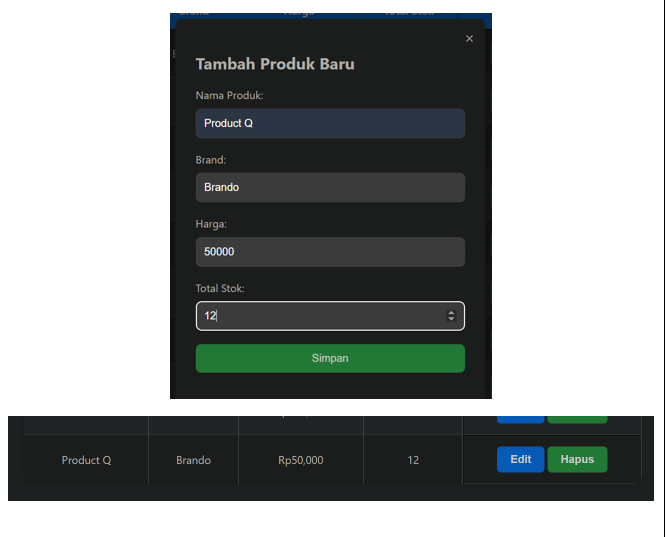 Tambah Produk Baru
Nama Produk:
Product Q
Brand:
Brando
Harga:
50000
Total Stok:
12
Simpan
Product Q Brando Rp50,000 12 Edit Hapus